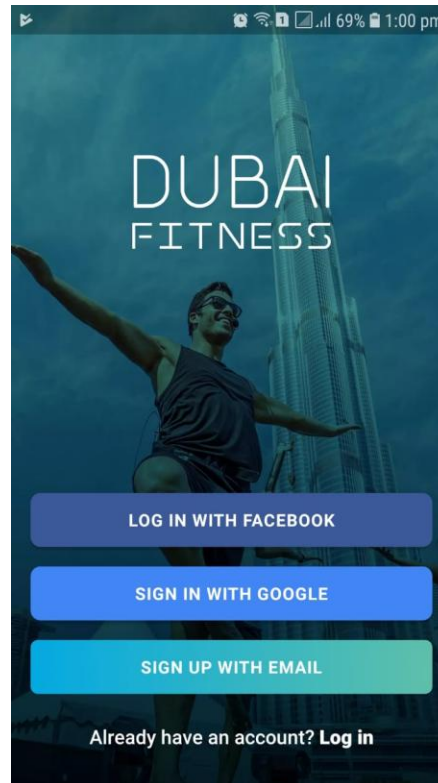 1 69% 1:00 pm
DUBAI
FITNESS
LOG IN WITH FACEBOOK
SIGN IN WITH GOOGLE
SIGN UP WITH EMAIL
Already have an account? Log in